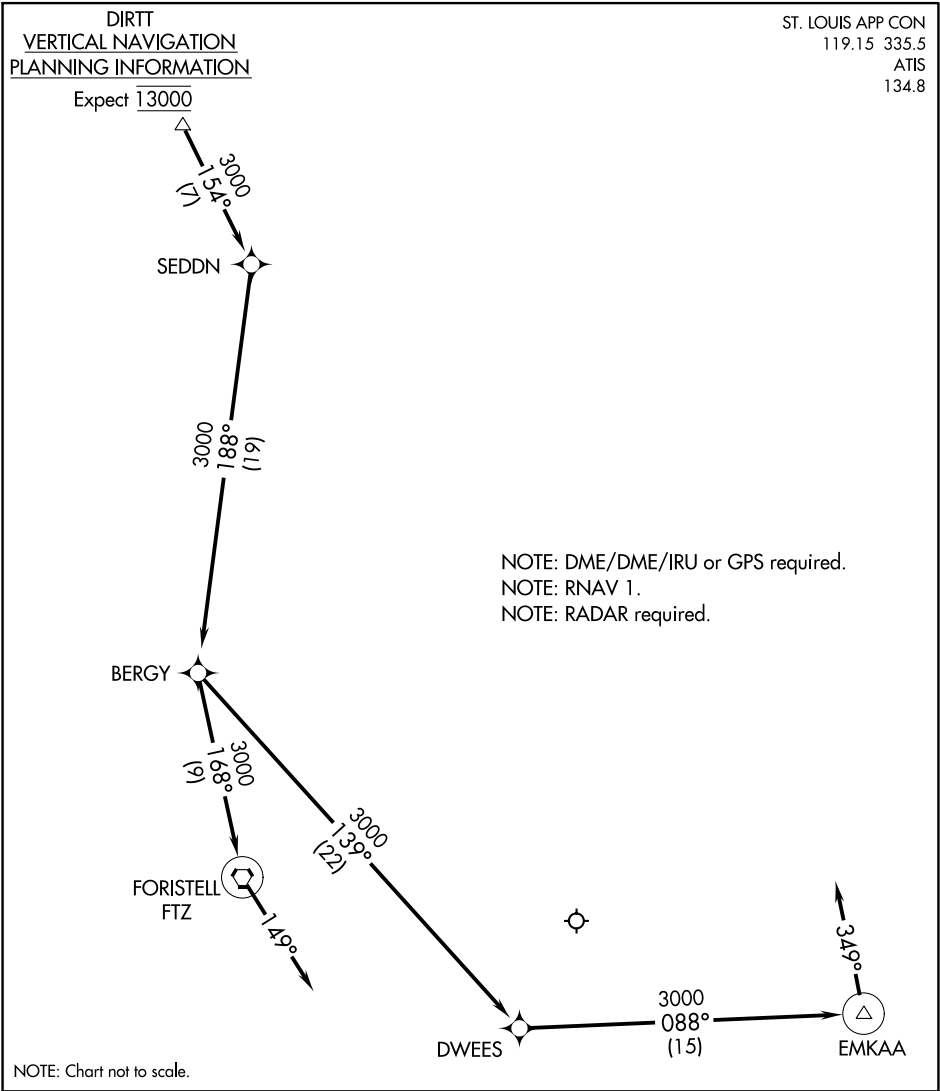 DIRTT
VERTICAL NAVIGATION
PLANNING INFORMATION
Expect 13000
ST. LOUIS APP CON
119.15 335.5
ATIS
134.8
3000
154°
(7)
SEDDN
3000
188°
(19)
NOTE: DME/DME/IRU or GPS required.
NOTE: RNAV 1.
NOTE: RADAR required.
BERGY
3000
168°
(9)
3000
139°
(22)
FORISTELL
FTZ
149°
349°
3000
088°
(15)
DWEES
EMKAA
NOTE: Chart not to scale.